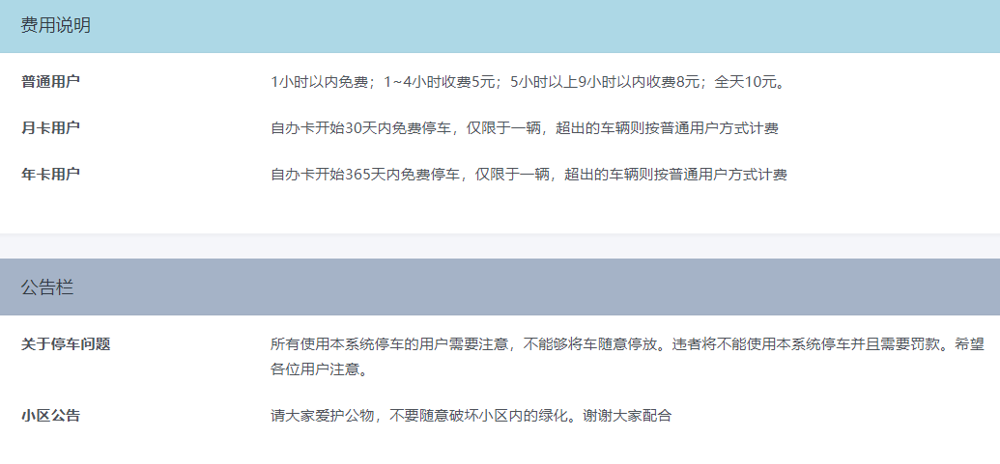 费用说明
普通用户 1小时以内免费；1~4小时收费5元；5小时以上9小时以内收费8元；全天10元。
月卡用户 自办卡开始30天内免费停车，仅限于一辆，超出的车辆则按普通用户方式计费
年卡用户 自办卡开始365天内免费停车，仅限于一辆，超出的车辆则按普通用户方式计费
公告栏
关于停车问题 所有使用本系统停车的用户需要注意，不能够将车随意停放。违者将不能使用本系统停车并且需要罚款。希望
各位用户注意。
小区公告 请大家爱护公物，不要随意破坏小区内的绿化。谢谢大家配合